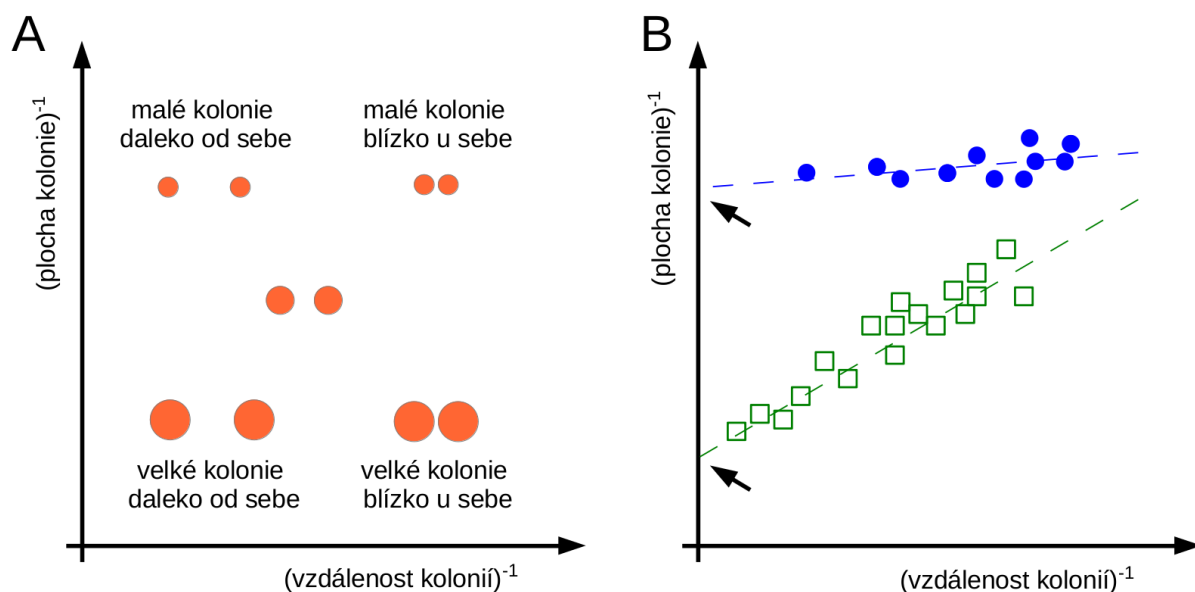 A
(plocha kolonie)-1
malé kolonie
daleko od sebe
malé kolonie
blízko u sebe
velké kolonie
daleko od sebe
velké kolonie
blízko u sebe
(vzdálenost kolonií)-1
B
(plocha kolonie)-1
(vzdálenost kolonií)-1